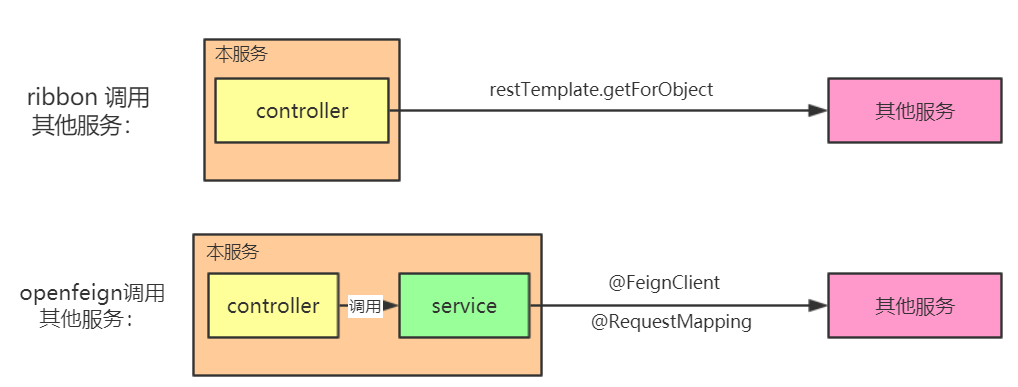 本服务
ribbon 调用
其他服务：
controller
restTemplate.getForObject
其他服务
本服务
openfeign调用
其他服务：
controller
调用
service
@FeignClient
@RequestMapping
其他服务